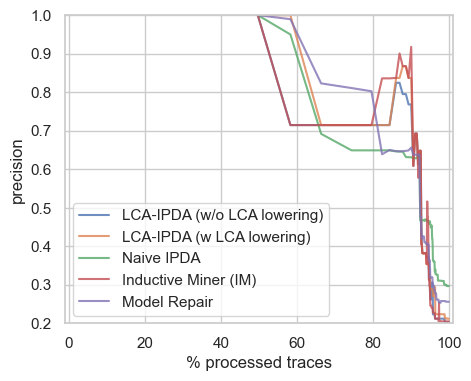 1.0
0.9
0.8
0.7
0.6
0.5
0.4
0.3
0.2
precision
LCA-IPDA (w/o LCA lowering)
LCA-IPDA (w LCA lowering)
Naive IPDA
Inductive Miner (IM)
Model Repair
0 20 40 60 80 100
% processed traces